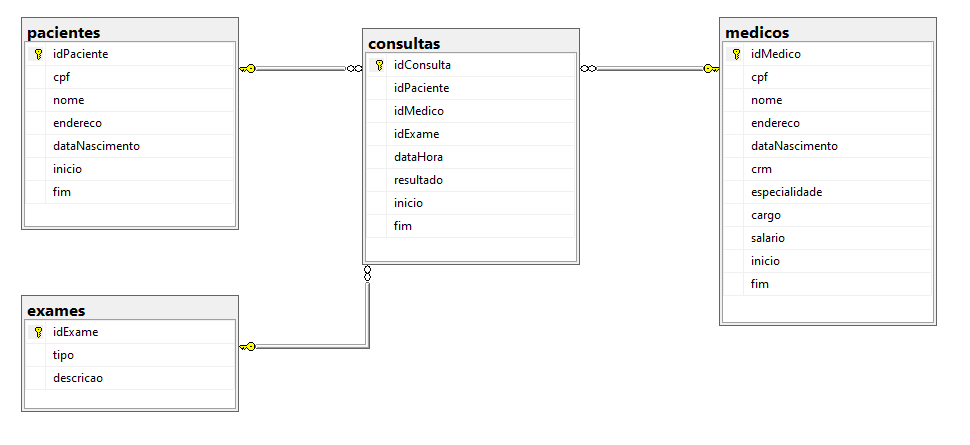 pacientes
idPaciente
cpf
nome
endereco
dataNascimento
inicio
fim
consultas
idConsulta
idPaciente
idMedico
idExame
dataHora
resultado
inicio
fim
medicos
idMedico
cpf
nome
endereco
dataNascimento
crm
especialidade
cargo
salario
inicio
fim
exames
idExame
tipo
descricao